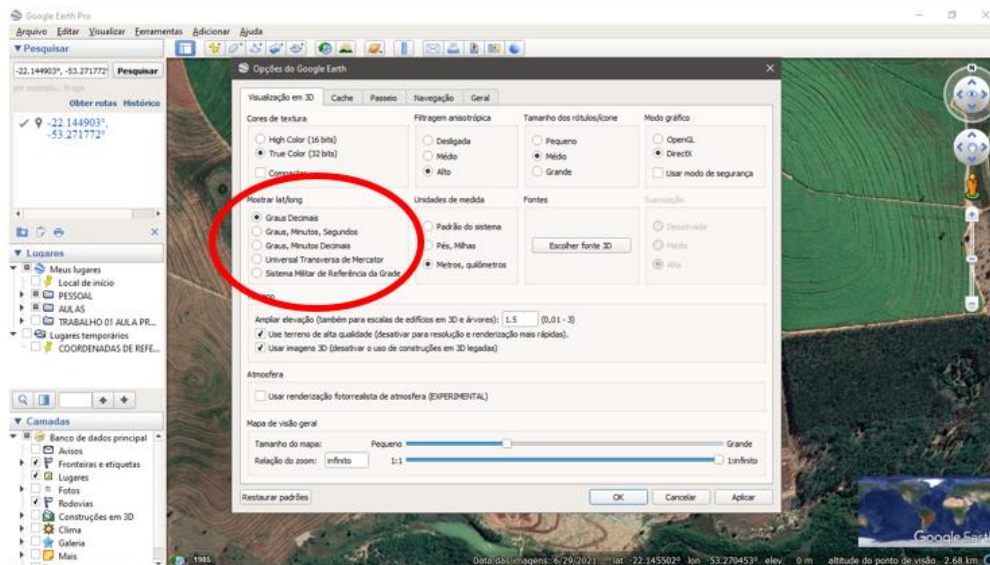 Google Earth Pro
Arquivo Editar Visualizar Ferramentas Adicionar Ajuda
Pesquisar
-22.144903°, -53.271772° Pesquisar
Obter rotas Histórico
-22.144903°,
-53.271772°
Lugares
Meus lugares
Local de início
PESSOAL
AULAS
TRABALHO 01 AULA PR...
Lugares temporários
COORDENADAS DE REFE...
Camadas
Banco de dados principal
Avisos
Fronteiras e etiquetas
Lugares
Fotos
Rodovias
Construções em 3D
Clima
Galeria
Mais
Opções do Google Earth
Visualização em 3D Cache Passeio Navegação Geral
Cores de textura
High Color (16 bits)
True Color (32 bits)
Compactar
Filtragem anisotrópica
Desligada
Médio
Alto
Tamanho dos rótulos/ícone
Pequeno
Médio
Grande
Modo gráfico
OpenGL
DirectX
Usar modo de segurança
Mostrar lat/long
Graus Decimais
Graus, Minutos, Segundos
Graus, Minutos Decimais
Universal Transversa de Mercator
Sistema Militar de Referência da Grade
Unidades de medida
Padrão do sistema
Pés, Milhas
Metros, quilômetros
Fontes
Escolher fonte 3D
Desativada
Médio
Alta
Ampliar elevação (também para escalas de edifícios em 3D e árvores): 1.5 (0,01 - 3)
Use terreno de alta qualidade (desativar para resolução e renderização mais rápidas).
Usar imagens 3D (desativar o uso de construções em 3D legadas)
Atmosfera
Usar renderização fotorrealista de atmosfera (EXPERIMENTAL)
Mapa de visão geral
Tamanho do mapa: Pequeno Grande
Relação do zoom: infinito 1:1 1:infinito
Restaurar padrões OK Cancelar Aplicar
N
Google Earth
1985
Data das imagens: 6/29/2021 lat -22.145502° lon -53.270453° elev 0 m altitude do ponto de visão 2.68 km